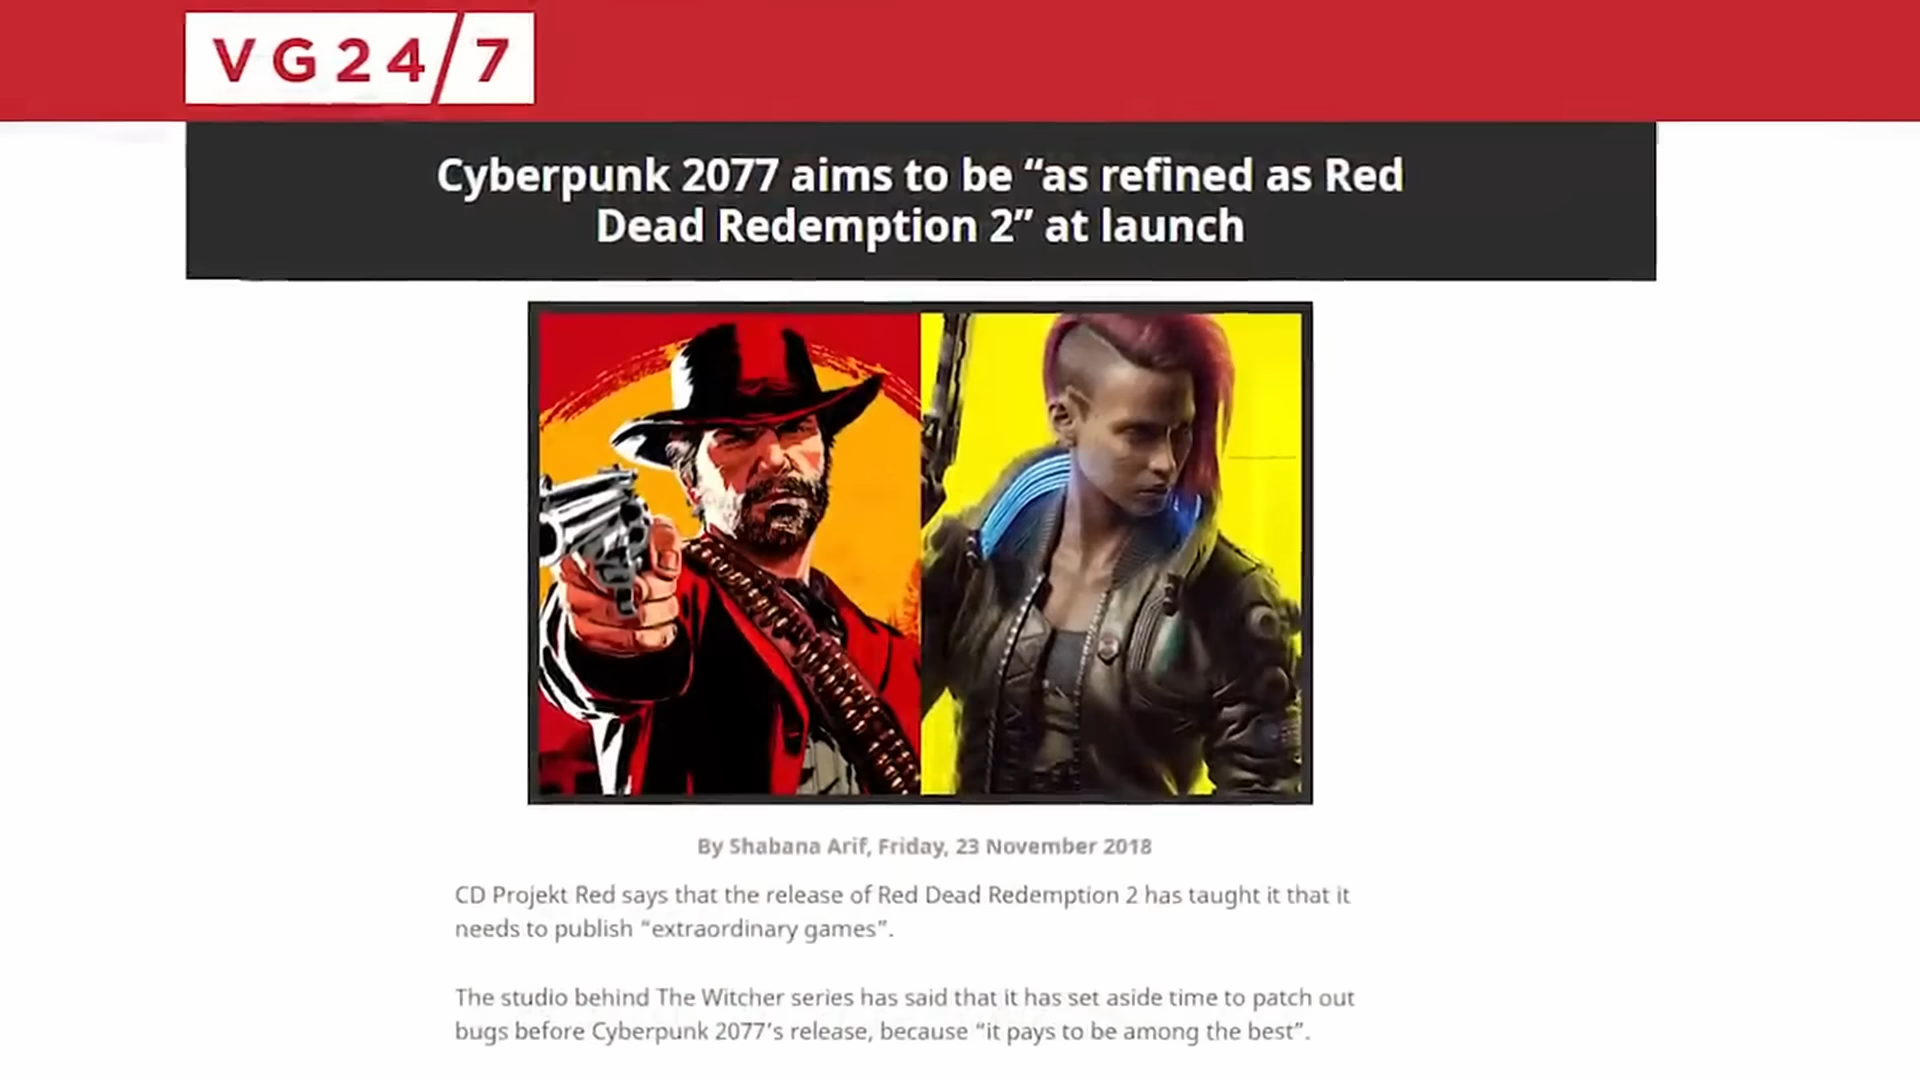 VG24/7
Cyberpunk 2077 aims to be “as refined as Red
Dead Redemption 2” at launch
By Shabana Arif, Friday, 23 November 2018
CD Projekt Red says that the release of Red Dead Redemption 2 has taught it that it
needs to publish “extraordinary games”.
The studio behind The Witcher series has said that it has set aside time to patch out
bugs before Cyberpunk 2077’s release, because “it pays to be among the best”.